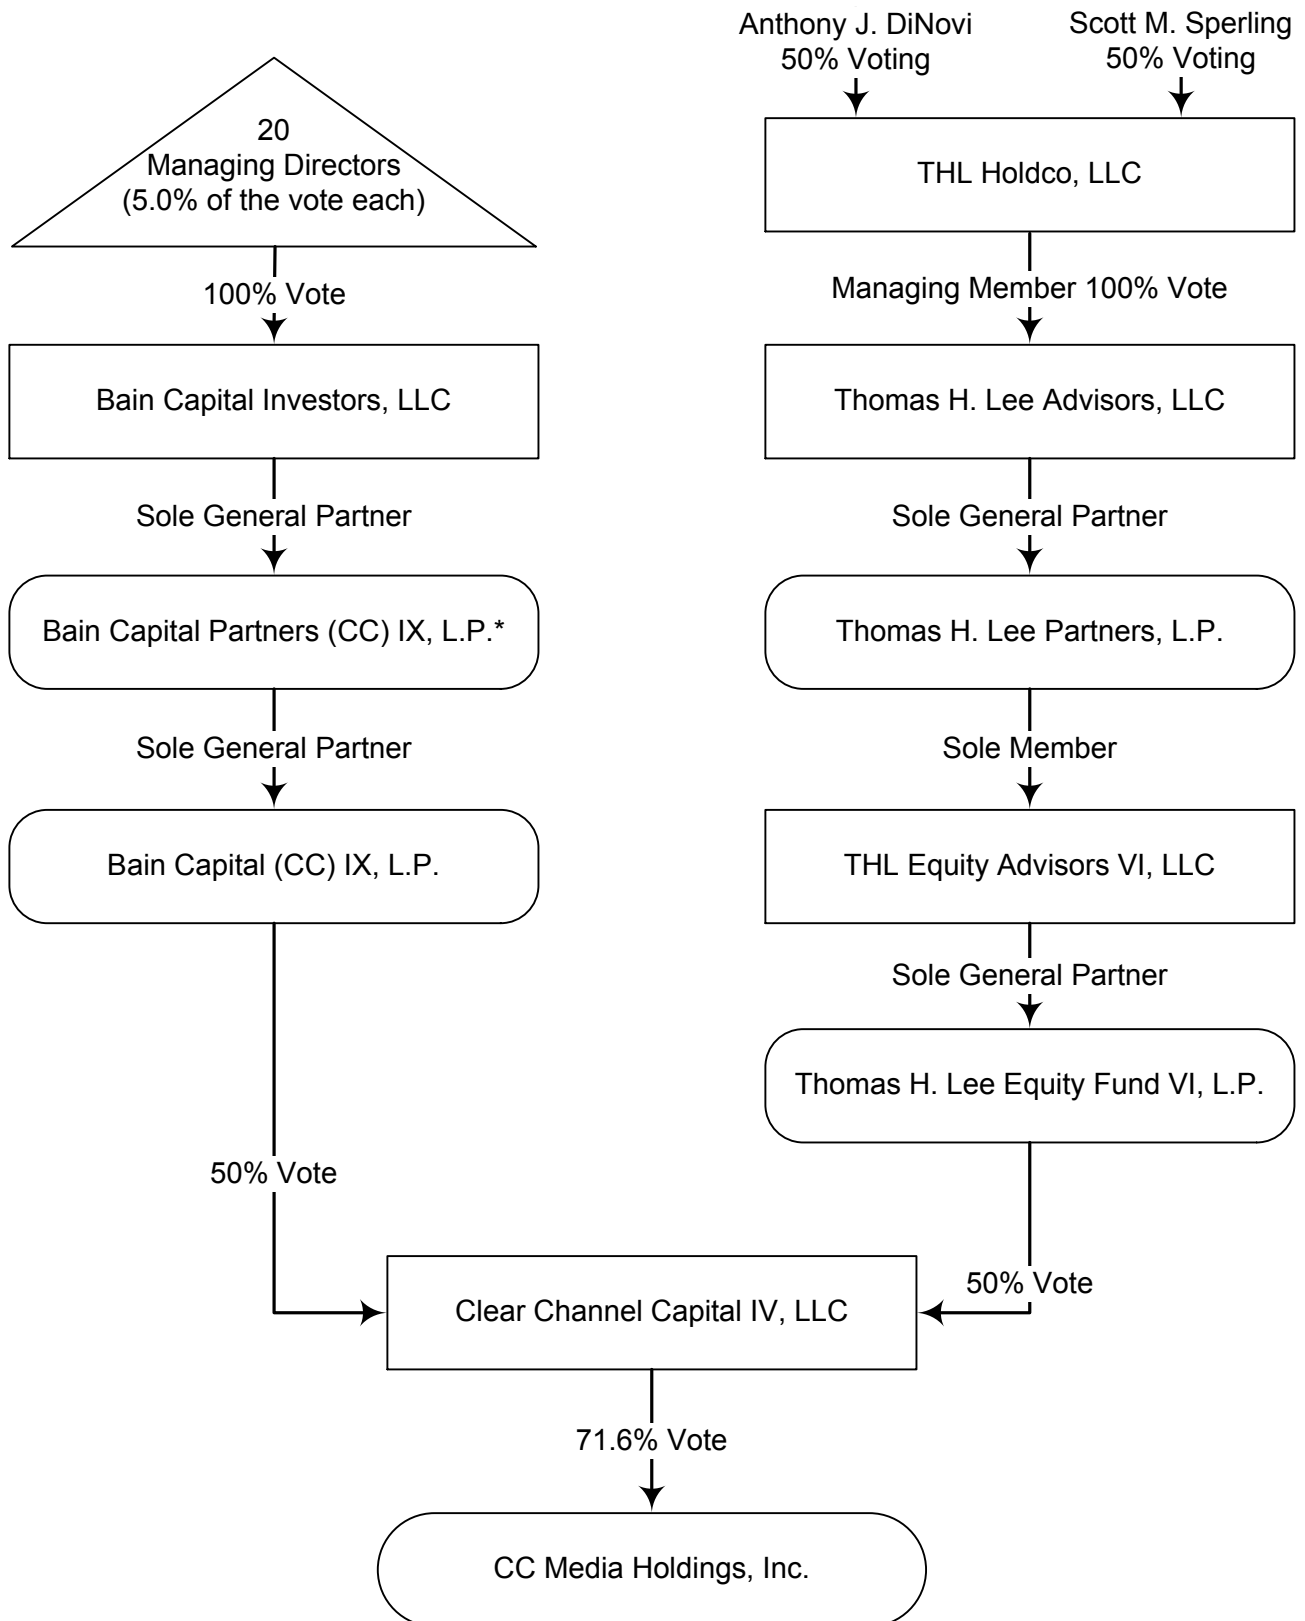 Anthony J. DiNovi
50% Voting
Scott M. Sperling
50% Voting
20
Managing Directors
(5.0% of the vote each)
THL Holdco, LLC
100% Vote
Managing Member 100% Vote
Bain Capital Investors, LLC
Thomas H. Lee Advisors, LLC
Sole General Partner
Sole General Partner
Bain Capital Partners (CC) IX, L.P.*
Thomas H. Lee Partners, L.P.
Sole General Partner
Sole Member
Bain Capital (CC) IX, L.P.
THL Equity Advisors VI, LLC
Sole General Partner
Thomas H. Lee Equity Fund VI, L.P.
50% Vote
50% Vote
Clear Channel Capital IV, LLC
71.6% Vote
CC Media Holdings, Inc.